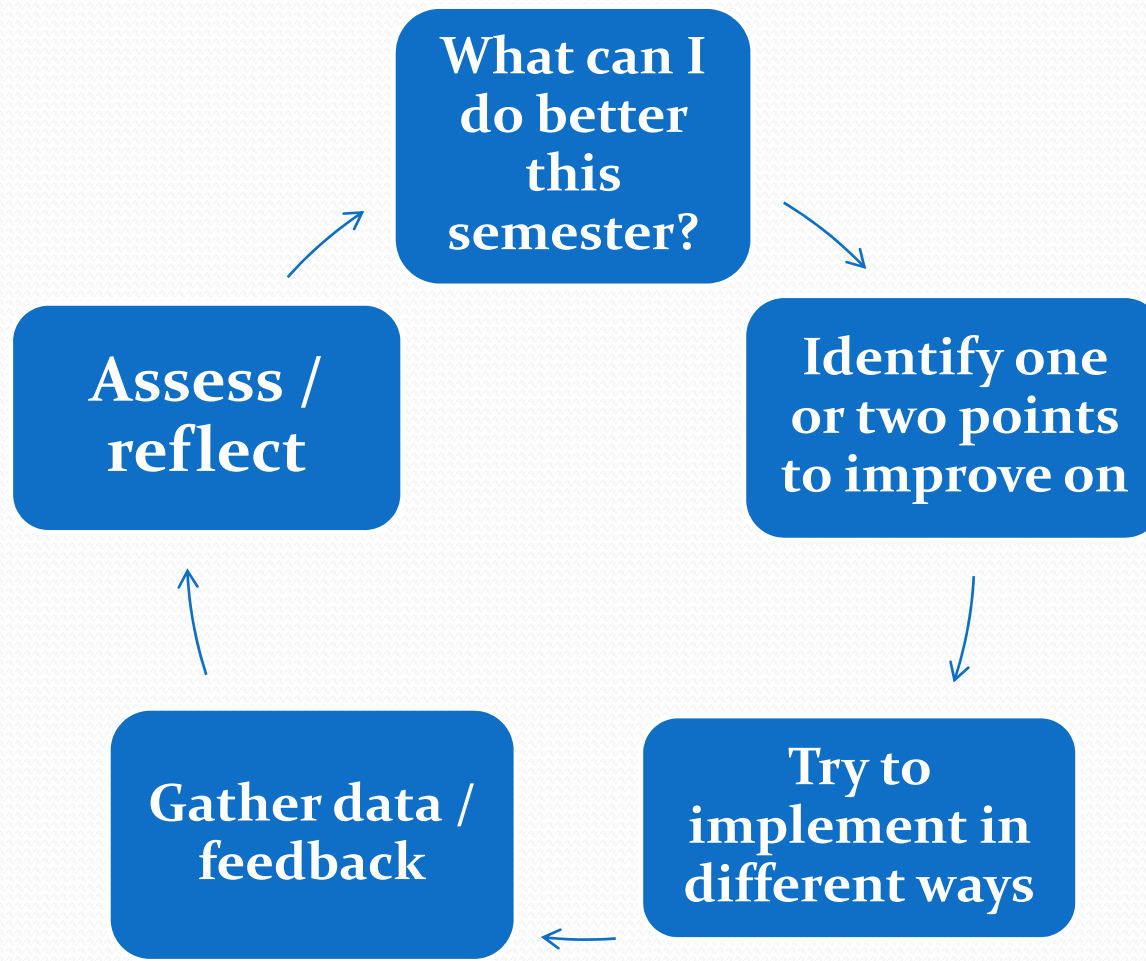 What can I
do better
this
semester?
Identify one
or two points
to improve on
Try to
implement in
different ways
Gather data /
feedback
Assess /
reflect